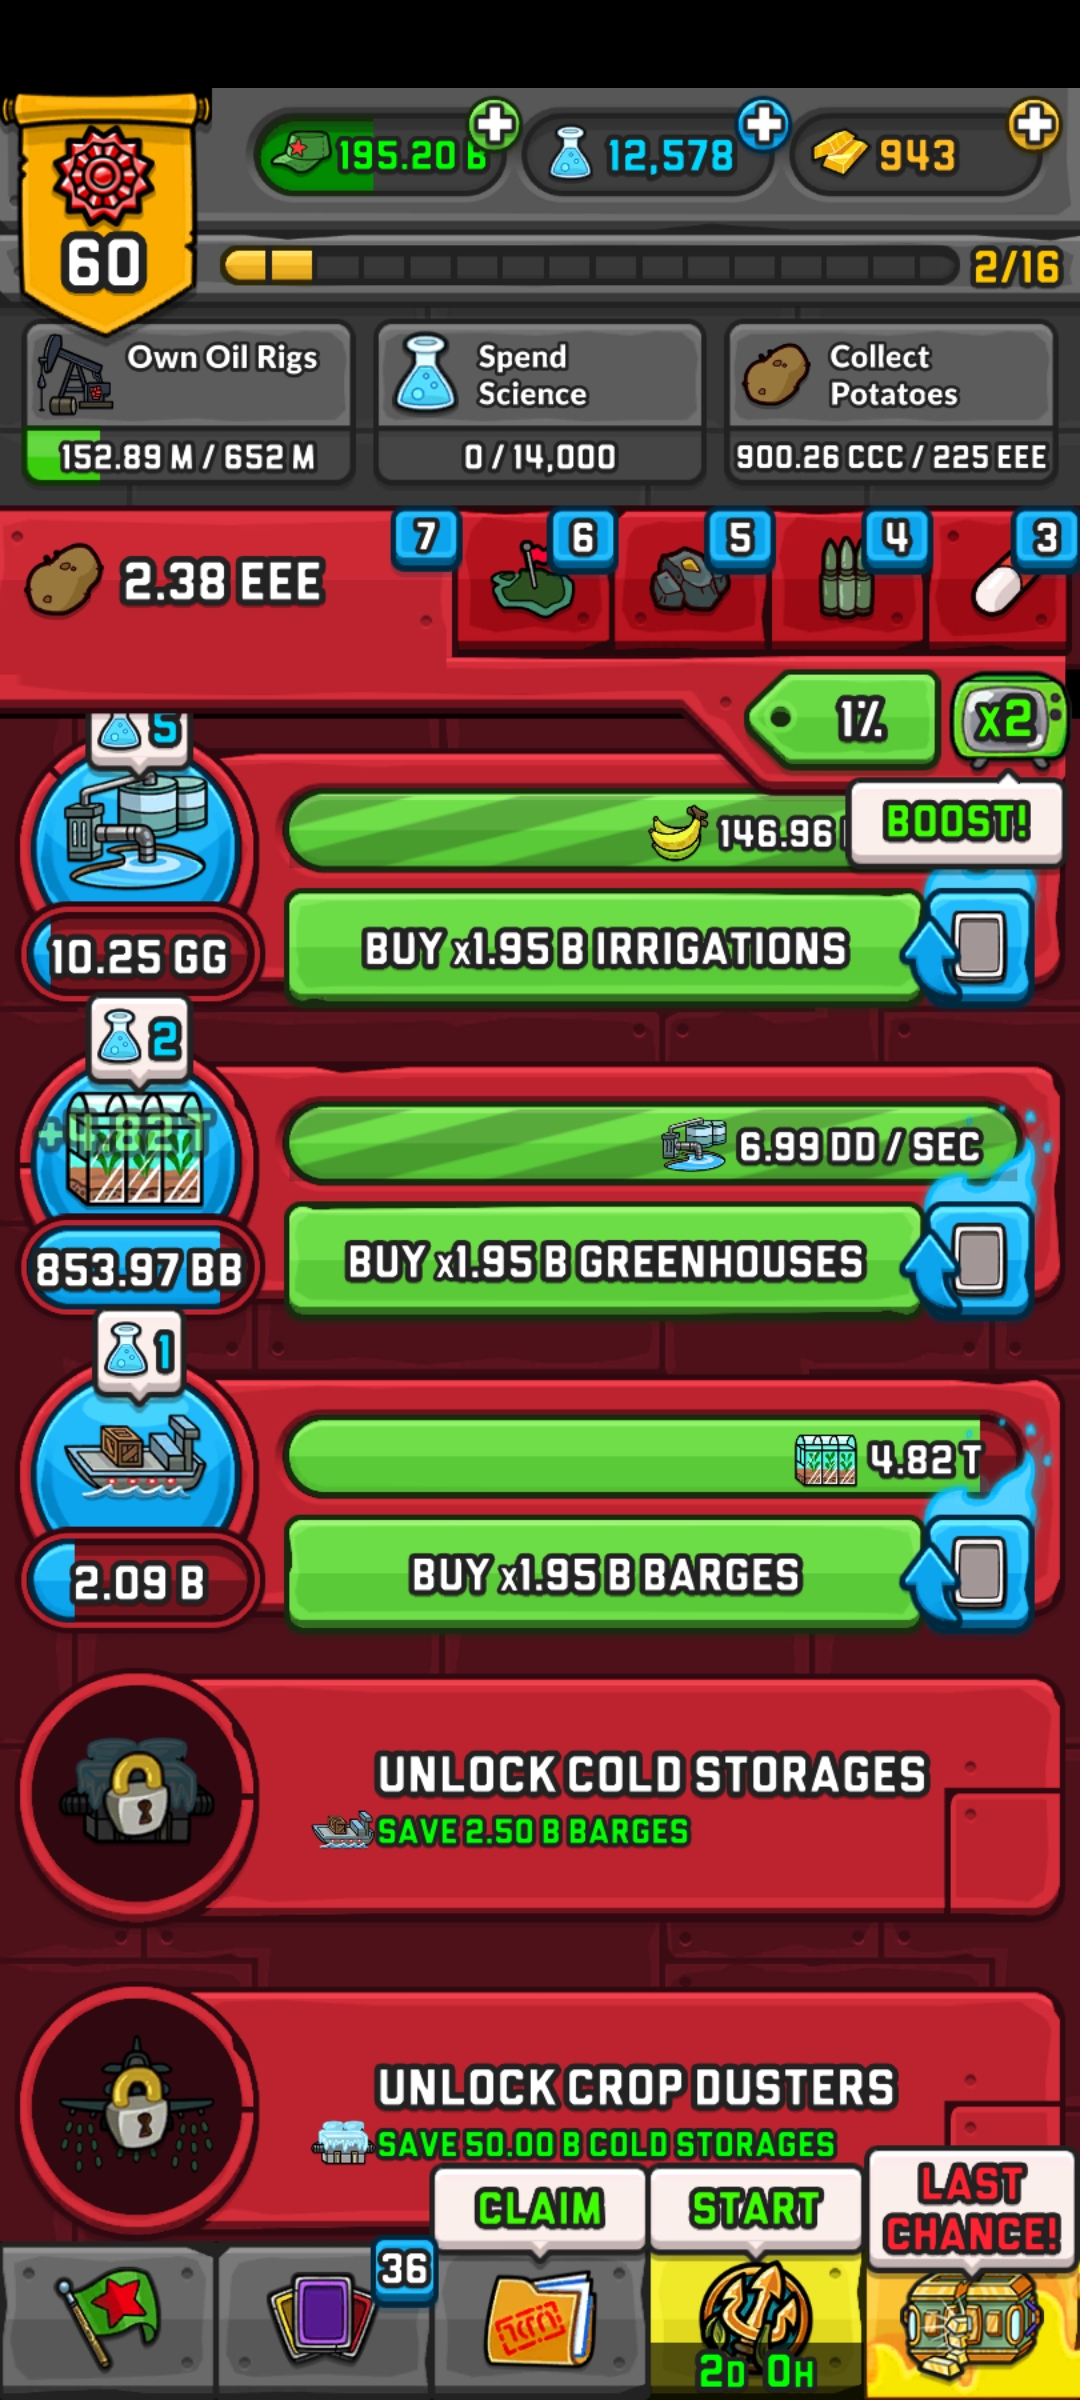 195.20 B
12,578
943
60
2/16
Own Oil Rigs
152.89 M / 652 M
Spend
Science
0 / 14,000
Collect
Potatoes
900.26 CCC / 225 EEE
2.38 EEE
7
6
5
4
3
1%
x2
BOOST!
5
146.96
10.25 GG
BUY x1.95 B IRRIGATIONS
2
+4.82 T
6.99 DD / SEC
853.97 BB
BUY x1.95 B GREENHOUSES
1
4.82 T
2.09 B
BUY x1.95 B BARGES
UNLOCK COLD STORAGES
SAVE 2.50 B BARGES
UNLOCK CROP DUSTERS
SAVE 50.00 B COLD STORAGES
CLAIM
START
LAST
CHANCE!
36
2D 0H